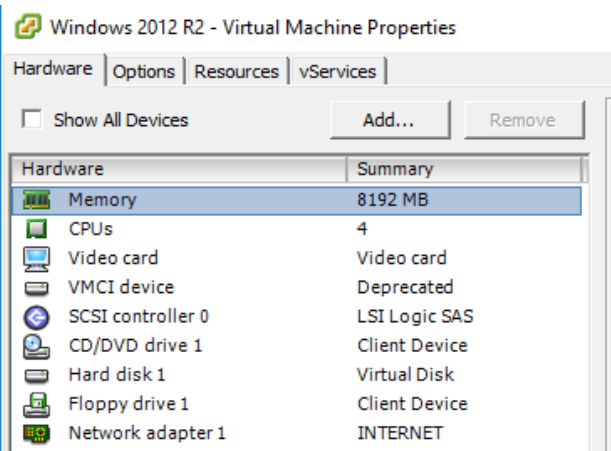 Windows 2012 R2 - Virtual Machine Properties
Hardware Options Resources vServices
Show All Devices Add... Remove
Hardware Summary
Memory 8192 MB
CPUs 4
Video card Video card
VMCI device Deprecated
SCSI controller 0 LSI Logic SAS
CD/DVD drive 1 Client Device
Hard disk 1 Virtual Disk
Floppy drive 1 Client Device
Network adapter 1 INTERNET